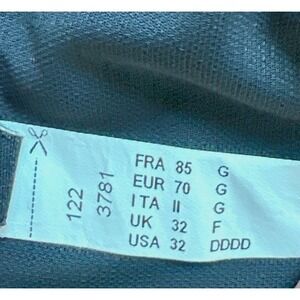 122
3781
FRA 85 G
EUR 70 G
ITA II G
UK 32 F
USA 32 DDDD